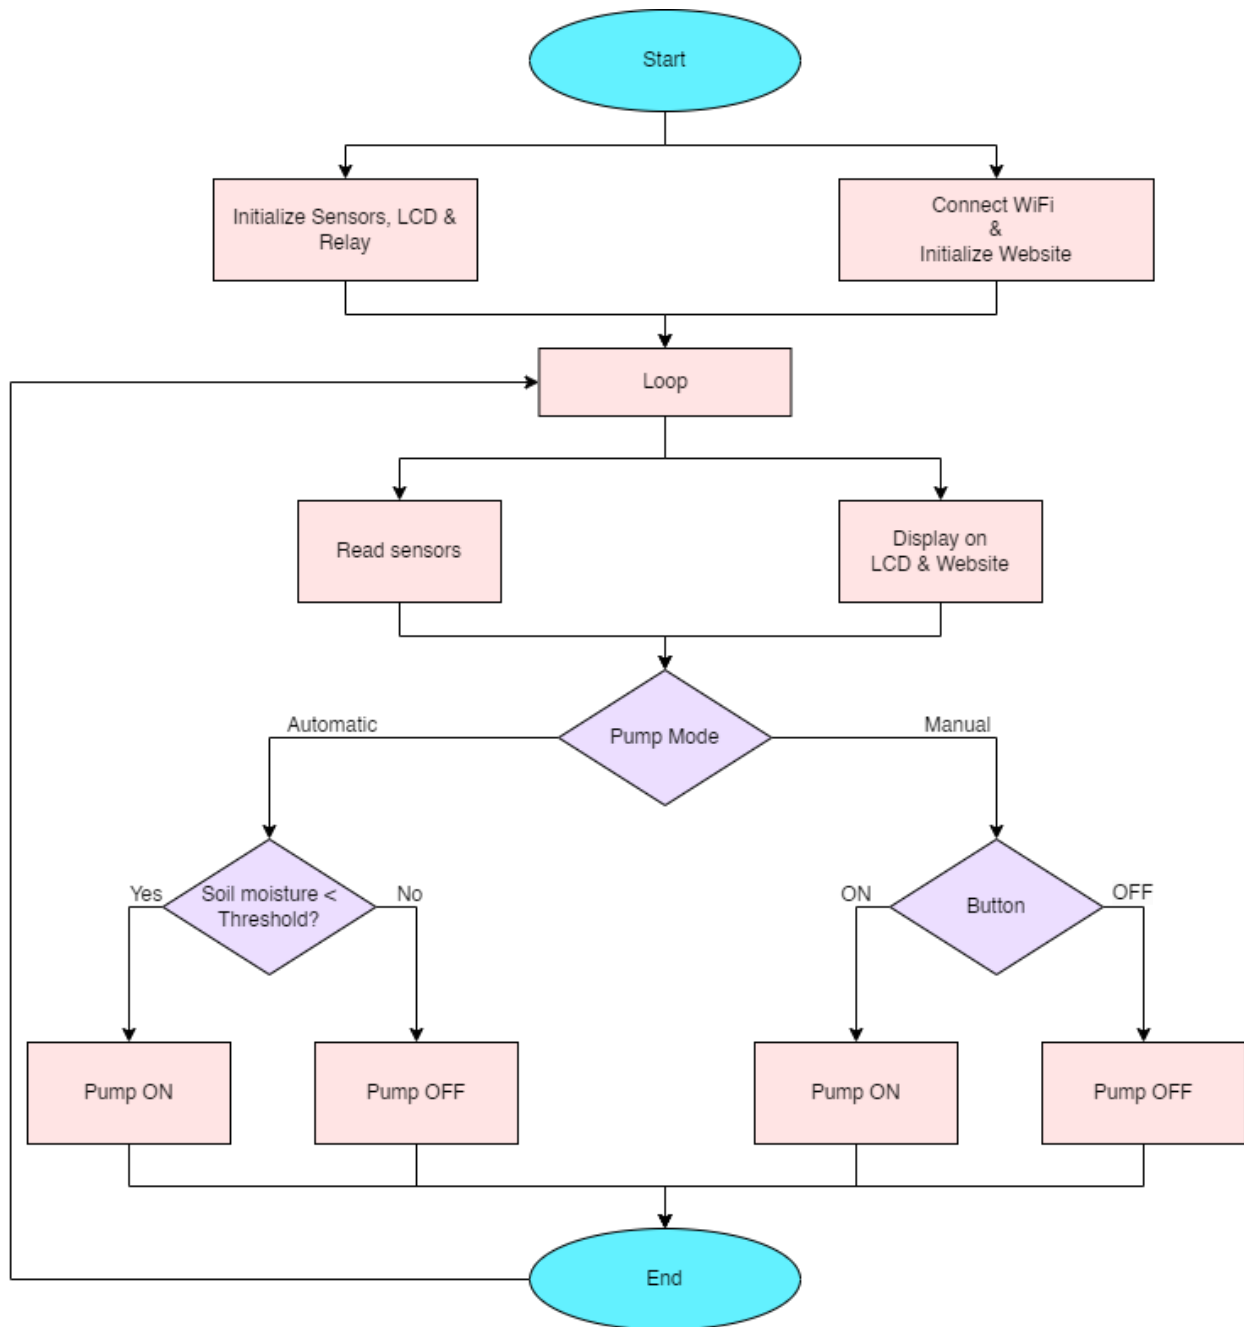 Start
Initialize Sensors, LCD &
Relay
Connect WiFi
&
Initialize Website
Loop
Read sensors
Display on
LCD & Website
Pump Mode
Automatic
Manual
Soil moisture <
Threshold?
Yes
No
Button
ON
OFF
Pump ON
Pump OFF
Pump ON
Pump OFF
End